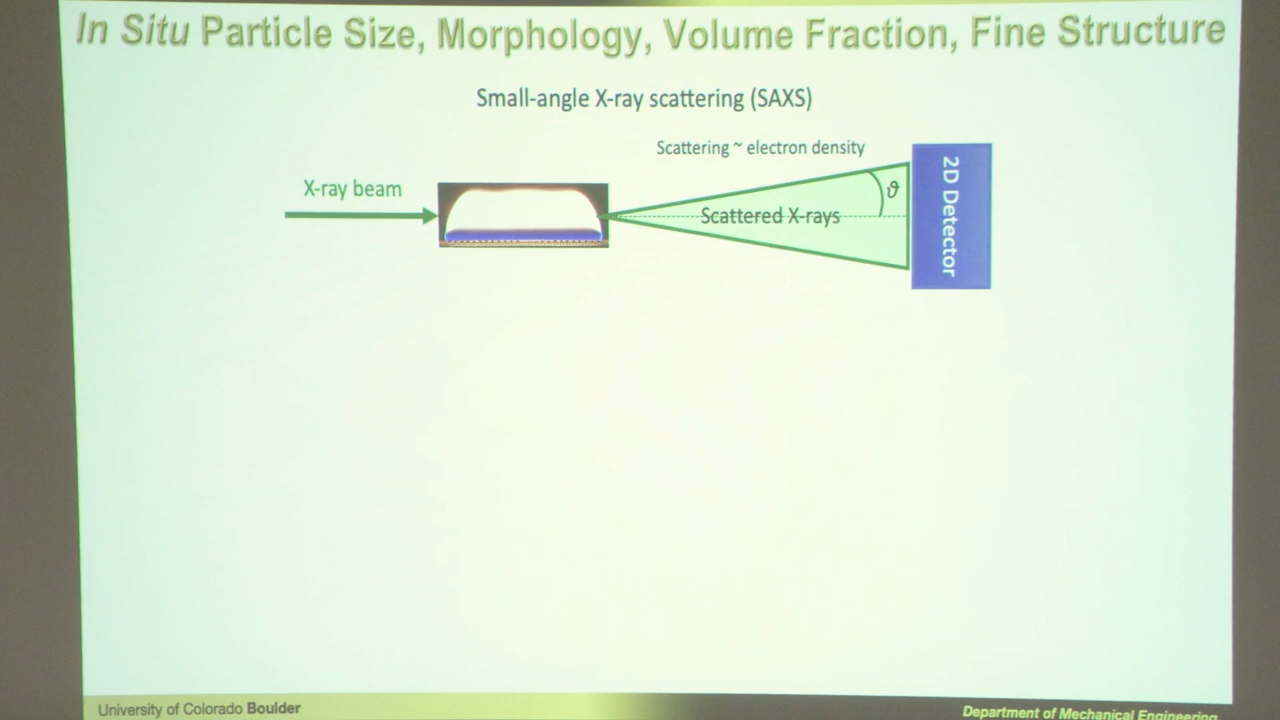 In Situ Particle Size, Morphology, Volume Fraction, Fine Structure
Small-angle X-ray scattering (SAXS)
Scattering ~ electron density
X-ray beam
Scattered X-rays
ϑ
2D Detector
University of Colorado Boulder
Department of Mechanical Engineering